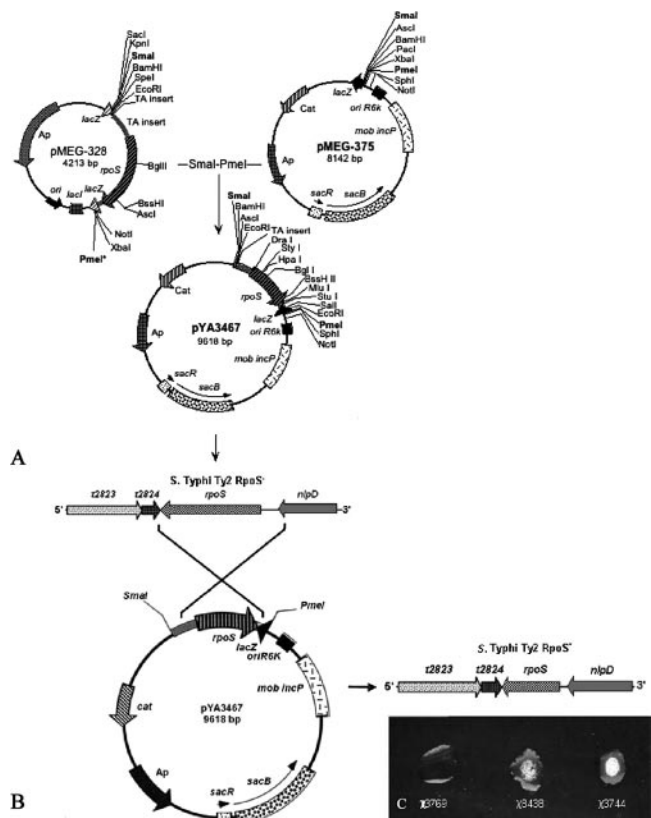 SacI
KpnI
SmaI
BamHI
SpeI
EcoRI
TA insert
lacZ
TA insert
Ap
pMEG-328
4213 bp
rpoS
BglII
ori
lacI
lacZ
BssHI
AscI
NotI
XbaI
PmeI*
SmaI-PmeI
SmaI
AscI
BamHI
PacI
XbaI
PmeI
SphI
NotI
lacZ
ori R6k
Cat
mob incP
pMEG-375
8142 bp
Ap
sacR
sacB
SmaI
BamHI
AscI
EcoRI
TA insert
Dra I
Sty I
Hpa I
Bgl I
BssH II
Mlu I
Stu I
SalI
EcoRI
PmeI
SphI
NotI
rpoS
lacZ
ori R6k
Cat
pYA3467
9618 bp
Ap
mob incP
sacR
sacB
A
S. Typhi Ty2 RpoS-
t2823
t2824
rpoS
nlpD
5'
3'
SmaI
PmeI
rpoS
lacZ
oriR6K
mob incP
cat
pYA3467
9618 bp
Ap
sacR
sacB
B
S. Typhi Ty2 RpoS+
t2823
t2824
rpoS
nlpD
5'
3'
C
χ3769
χ8438
χ3744